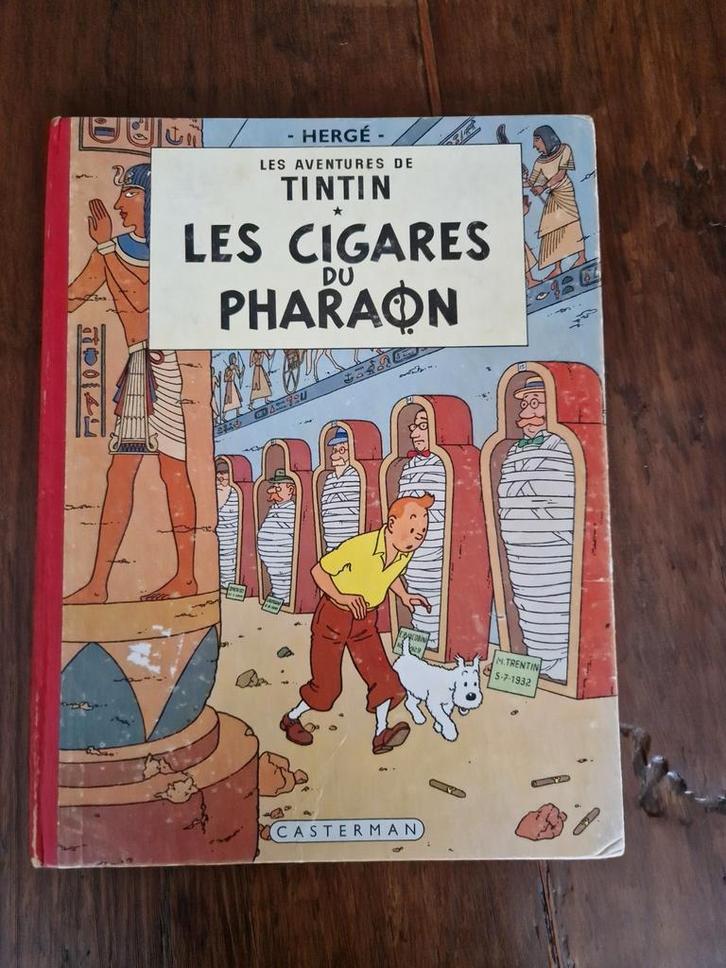 - HERGÉ -
LES AVENTURES DE
TINTIN
LES CIGARES
DU
PHARAON
M. TRENTIN
5-7-1932
CASTERMAN